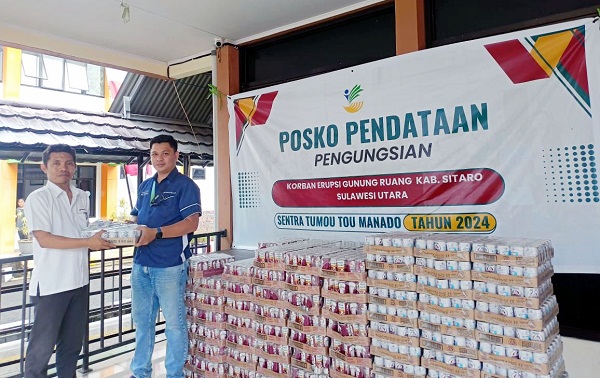 POSKO PENDATAAN
PENGUNGSIAN
KORBAN ERUPSI GUNUNG RUANG KAB. SITARO
SULAWESI UTARA
SENTRA TUMOU TOU MANADO TAHUN 2024